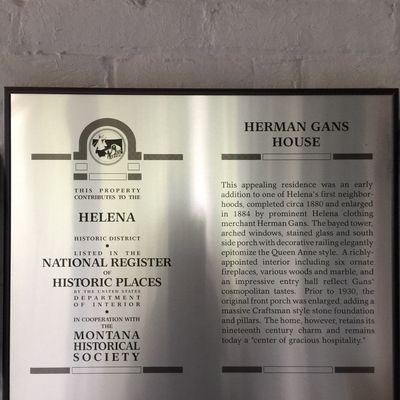 THIS PROPERTY
CONTRIBUTES TO THE
HELENA
HISTORIC DISTRICT
LISTED IN THE
NATIONAL REGISTER
OF
HISTORIC PLACES
BY THE UNITED STATES
DEPARTMENT
OF INTERIOR
IN COOPERATION WITH
THE
MONTANA
HISTORICAL
SOCIETY
HERMAN GANS
HOUSE
This appealing residence was an early
addition to one of Helena's first neighbor-
hoods, completed circa 1880 and enlarged
in 1884 by prominent Helena clothing
merchant Herman Gans. The bayed tower,
arched windows, stained glass and south
side porch with decorative railing elegantly
epitomize the Queen Anne style. A richly-
appointed interior including six ornate
fireplaces, various woods and marble, and
an impressive entry hall reflect Gans'
cosmopolitan tastes. Prior to 1930, the
original front porch was enlarged, adding a
massive Craftsman style stone foundation
and pillars. The home, however, retains its
nineteenth century charm and remains
today a "center of gracious hospitality."